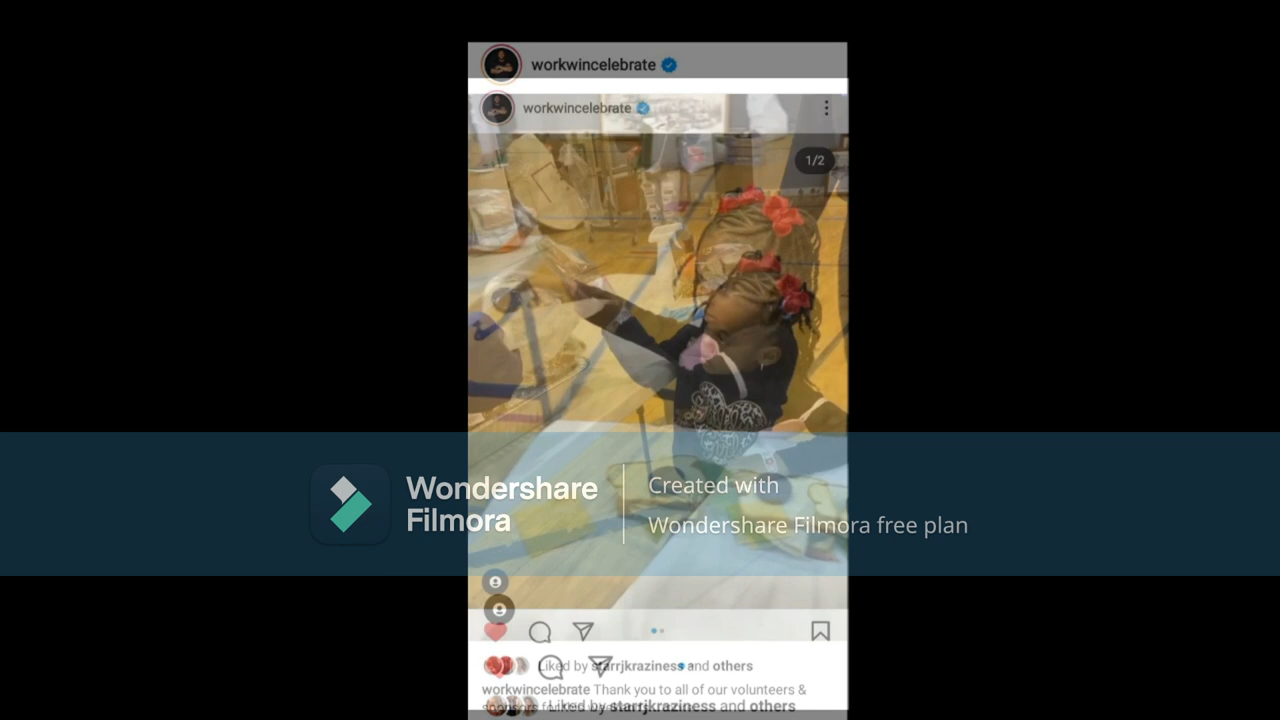 workwincelebrate
workwincelebrate
1/2
Wondershare
Filmora
Created with
Wondershare Filmora free plan
Liked by starrjkraziness and others
workwincelebrate Thank you to all of our volunteers &
Liked by starrjkraziness and others